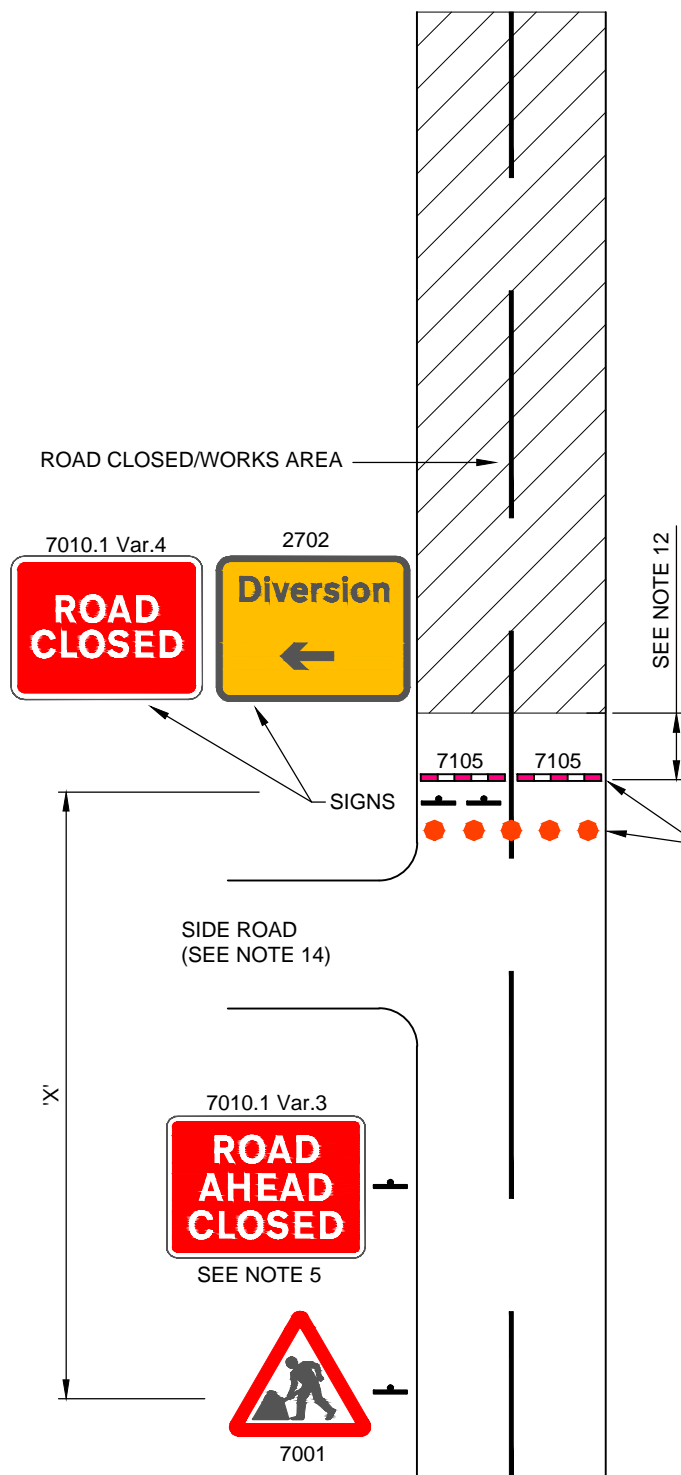 ROAD CLOSED/WORKS AREA
7010.1 Var.4
2702
ROAD
CLOSED
Diversion
SEE NOTE 12
7105
7105
SIGNS
SIDE ROAD
(SEE NOTE 14)
'X'
7010.1 Var.3
ROAD
AHEAD
CLOSED
SEE NOTE 5
7001